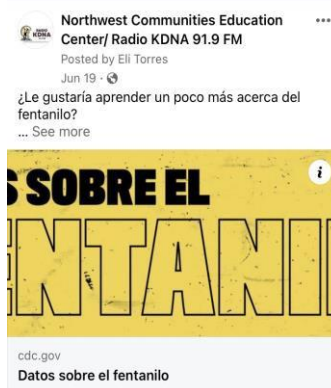 Northwest Communities Education
Center/ Radio KDNA 91.9 FM
Posted by Eli Torres
Jun 19 ·
¿Le gustaría aprender un poco más acerca del
fentanilo?
... See more
S SOBRE EL
ENTANI
cdc.gov
Datos sobre el fentanilo